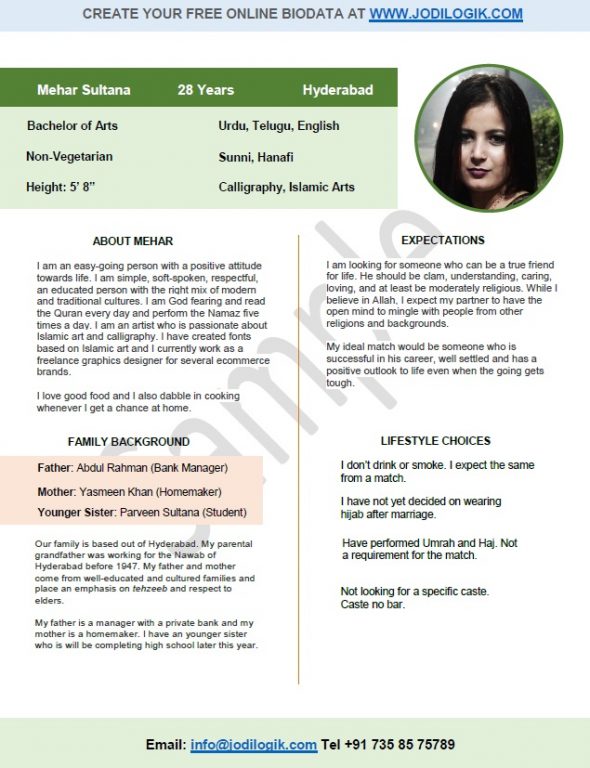 CREATE YOUR FREE ONLINE BIODATA AT WWW.JODILOGIK.COM
Mehar Sultana 28 Years Hyderabad
Bachelor of Arts Urdu, Telugu, English
Non-Vegetarian Sunni, Hanafi
Height: 5’ 8” Calligraphy, Islamic Arts
ABOUT MEHAR
I am an easy-going person with a positive attitude
towards life. I am simple, soft-spoken, respectful,
an educated person with the right mix of modern
and traditional cultures. I am God fearing and read
the Quran every day and perform the Namaz five
times a day. I am an artist who is passionate about
Islamic art and calligraphy. I have created fonts
based on Islamic art and I currently work as a
freelance graphics designer for several ecommerce
brands.
I love good food and I also dabble in cooking
whenever I get a chance at home.
FAMILY BACKGROUND
Father: Abdul Rahman (Bank Manager)
Mother: Yasmeen Khan (Homemaker)
Younger Sister: Parveen Sultana (Student)
Our family is based out of Hyderabad. My parental
grandfather was working for the Nawab of
Hyderabad before 1947. My father and mother
come from well-educated and cultured families and
place an emphasis on tehzeeb and respect to
elders.
My father is a manager with a private bank and my
mother is a homemaker. I have an younger sister
who is will be completing high school later this year.
EXPECTATIONS
I am looking for someone who can be a true friend
for life. He should be clam, understanding, caring,
loving, and at least be moderately religious. While I
believe in Allah, I expect my partner to have the
open mind to mingle with people from other
religions and backgrounds.
My ideal match would be someone who is
successful in his career, well settled and has a
positive outlook to life even when the going gets
tough.
LIFESTYLE CHOICES
I don’t drink or smoke. I expect the same
from a match.
I have not yet decided on wearing
hijab after marriage.
Have performed Umrah and Haj. Not
a requirement for the match.
Not looking for a specific caste.
Caste no bar.
Sample
Email: info@jodilogik.com Tel +91 735 85 75789